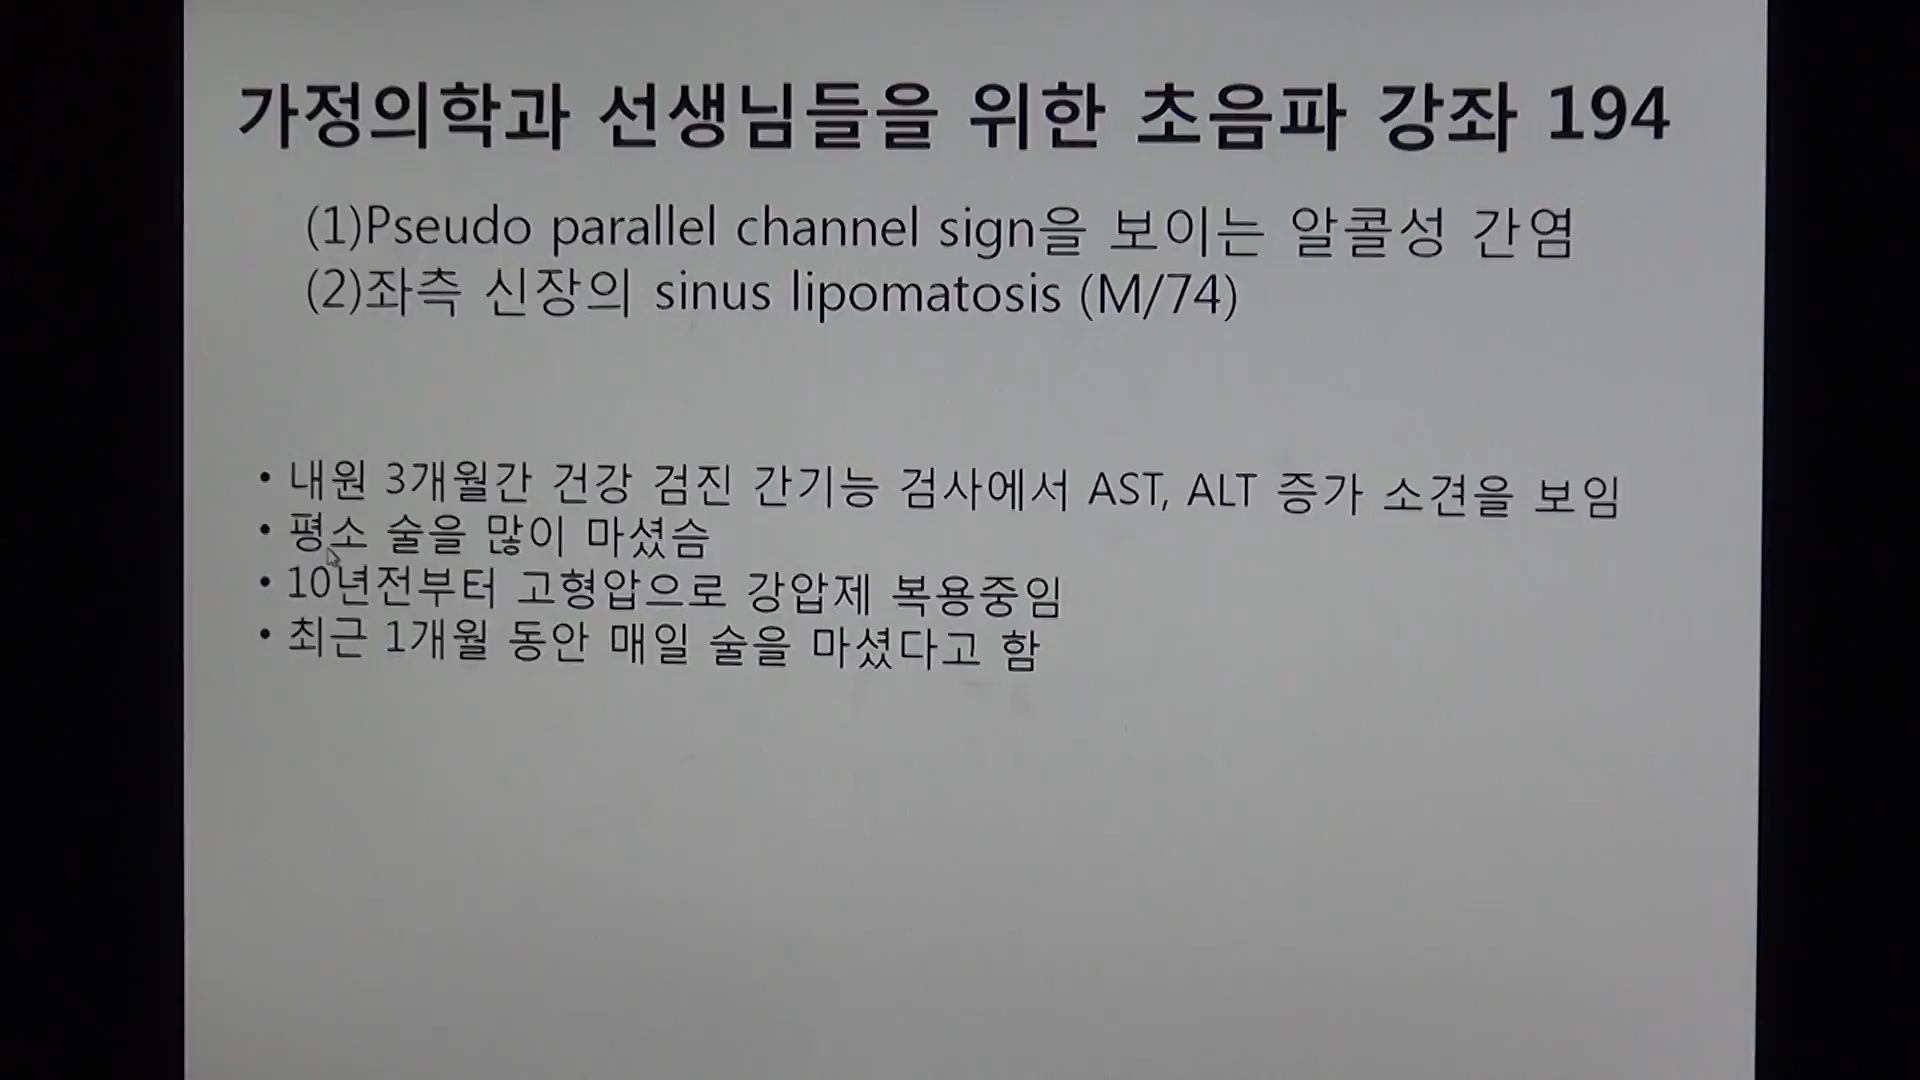 가정의학과 선생님들을 위한 초음파 강좌 194
(1)Pseudo parallel channel sign을 보이는 알콜성 간염
(2)좌측 신장의 sinus lipomatosis (M/74)
• 내원 3개월간 건강 검진 간기능 검사에서 AST, ALT 증가 소견을 보임
• 평소 술을 많이 마셨슴
• 10년전부터 고형압으로 강압제 복용중임
• 최근 1개월 동안 매일 술을 마셨다고 함